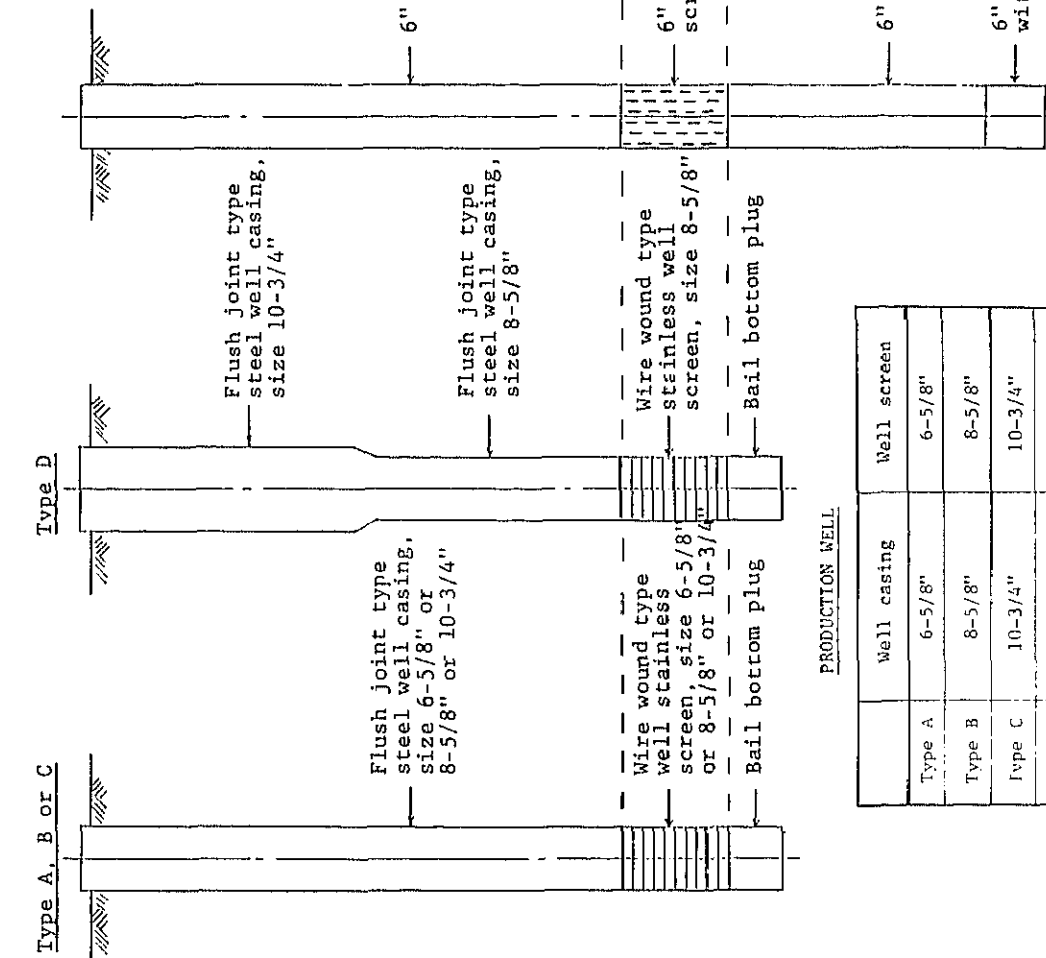 Type A, B or C
Flush joint type
steel well casing,
size 6-5/8" or
8-5/8" or 10-3/4"
Wire wound type
well stainless
screen, size 6-5/8"
or 8-5/8" or 10-3/4"
Bail bottom plug
Type D
Flush joint type
steel well casing,
size 10-3/4"
Flush joint type
steel well casing,
size 8-5/8"
Wire wound type
stainless well
screen, size 8-5/8"
Bail bottom plug
6"
6"
scr
6"
6"
wit
PRODUCTION WELL
Well casing Well screen
Type A 6-5/8" 6-5/8"
Type B 8-5/8" 8-5/8"
Type C 10-3/4" 10-3/4"